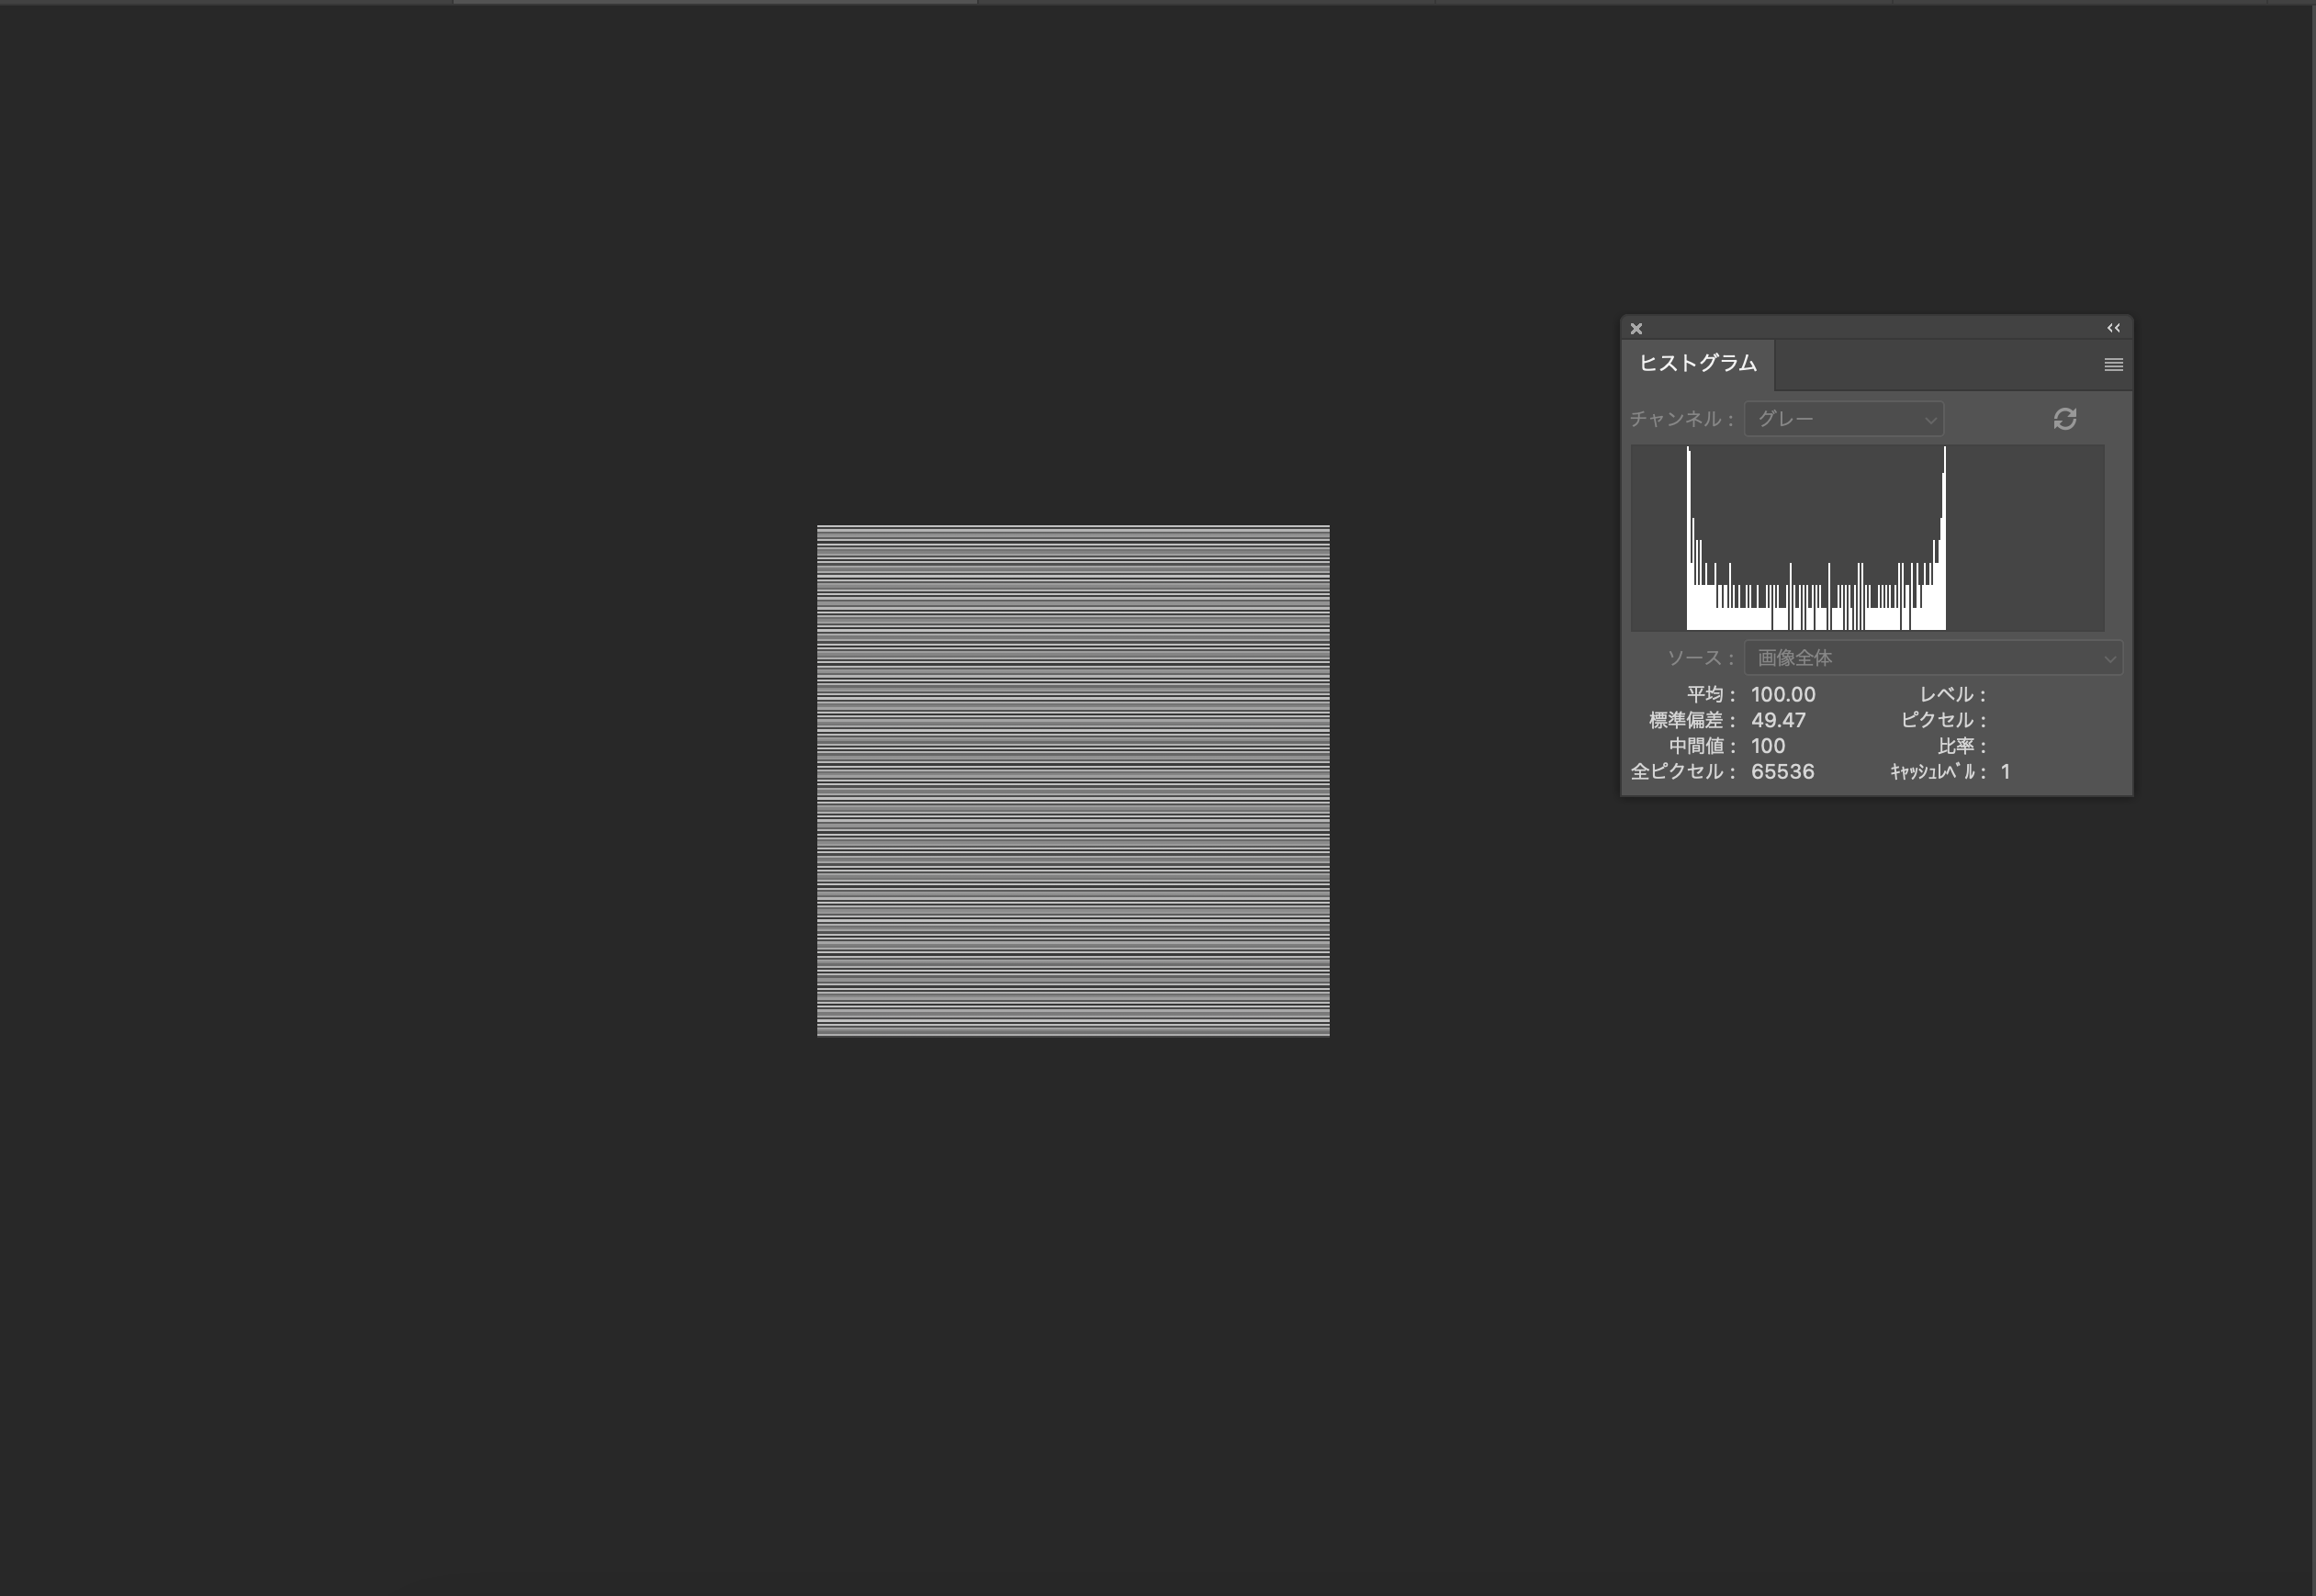 ヒストグラム
チャンネル： グレー
ソース： 画像全体
平均： 100.00 レベル：
標準偏差： 49.47 ピクセル：
中間値： 100 比率：
全ピクセル： 65536 ｷｬｯｼｭﾚﾍﾞﾙ： 1